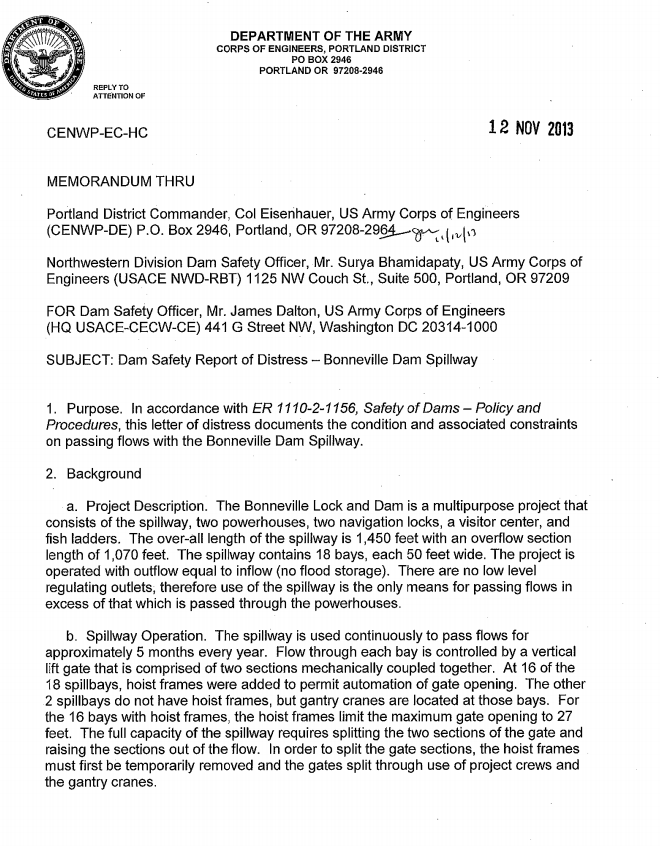 DEPARTMENT OF THE ARMY
CORPS OF ENGINEERS, PORTLAND DISTRICT
PO BOX 2946
PORTLAND OR 97208-2946
REPLY TO
ATTENTION OF
CENWP-EC-HC
12 NOV 2013
MEMORANDUM THRU
Portland District Commander, Col Eisenhauer, US Army Corps of Engineers
(CENWP-DE) P.O. Box 2946, Portland, OR 97208-2964 11/12/13
Northwestern Division Dam Safety Officer, Mr. Surya Bhamidapaty, US Army Corps of
Engineers (USACE NWD-RBT) 1125 NW Couch St., Suite 500, Portland, OR 97209
FOR Dam Safety Officer, Mr. James Dalton, US Army Corps of Engineers
(HQ USACE-CECW-CE) 441 G Street NW, Washington DC 20314-1000
SUBJECT: Dam Safety Report of Distress – Bonneville Dam Spillway
1. Purpose. In accordance with ER 1110-2-1156, Safety of Dams – Policy and
Procedures, this letter of distress documents the condition and associated constraints
on passing flows with the Bonneville Dam Spillway.
2. Background
a. Project Description. The Bonneville Lock and Dam is a multipurpose project that
consists of the spillway, two powerhouses, two navigation locks, a visitor center, and
fish ladders. The over-all length of the spillway is 1,450 feet with an overflow section
length of 1,070 feet. The spillway contains 18 bays, each 50 feet wide. The project is
operated with outflow equal to inflow (no flood storage). There are no low level
regulating outlets, therefore use of the spillway is the only means for passing flows in
excess of that which is passed through the powerhouses.
b. Spillway Operation. The spillway is used continuously to pass flows for
approximately 5 months every year. Flow through each bay is controlled by a vertical
lift gate that is comprised of two sections mechanically coupled together. At 16 of the
18 spillbays, hoist frames were added to permit automation of gate opening. The other
2 spillbays do not have hoist frames, but gantry cranes are located at those bays. For
the 16 bays with hoist frames, the hoist frames limit the maximum gate opening to 27
feet. The full capacity of the spillway requires splitting the two sections of the gate and
raising the sections out of the flow. In order to split the gate sections, the hoist frames
must first be temporarily removed and the gates split through use of project crews and
the gantry cranes.